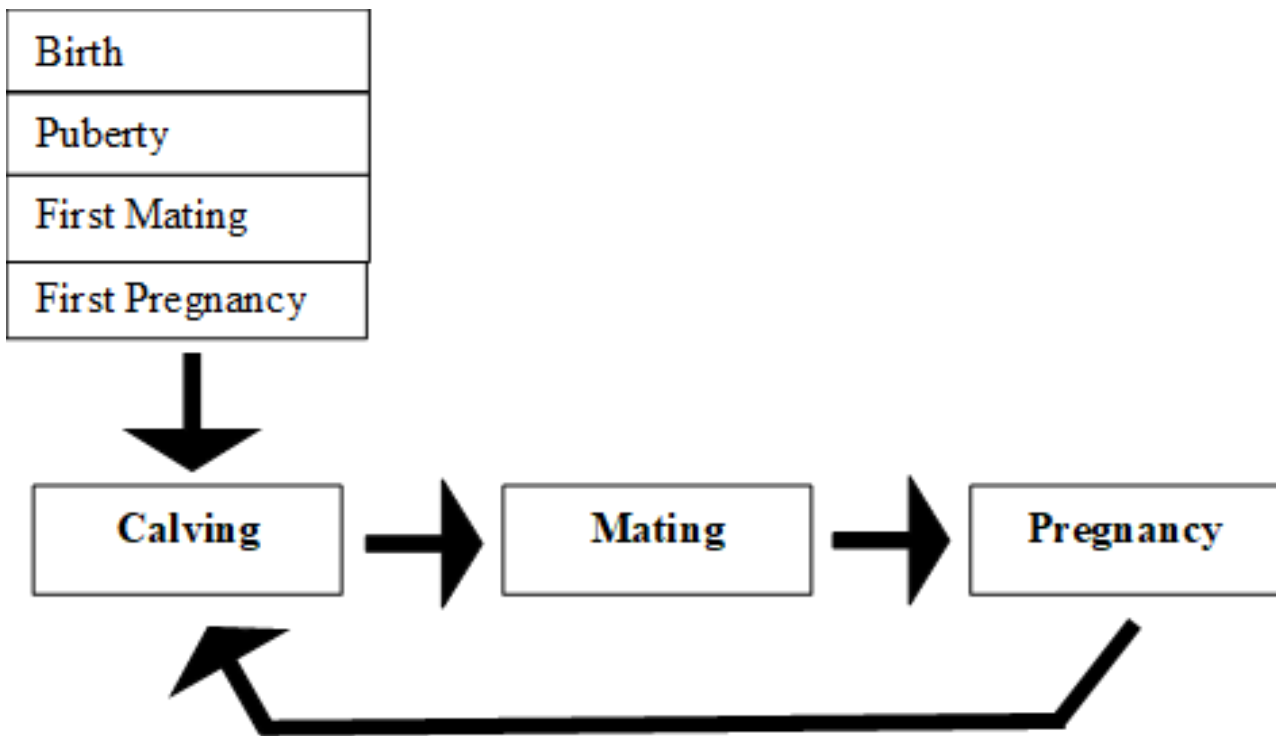 Birth
Puberty
First Mating
First Pregnancy
Calving
Mating
Pregnancy